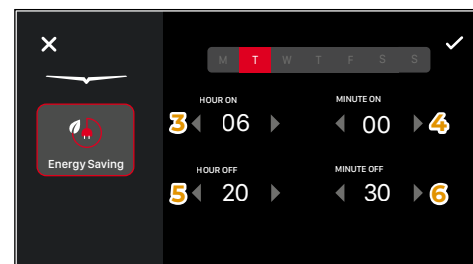 M T W T F S S
HOUR ON MINUTE ON
3 06 00 4
Energy Saving
HOUR OFF MINUTE OFF
5 20 30 6